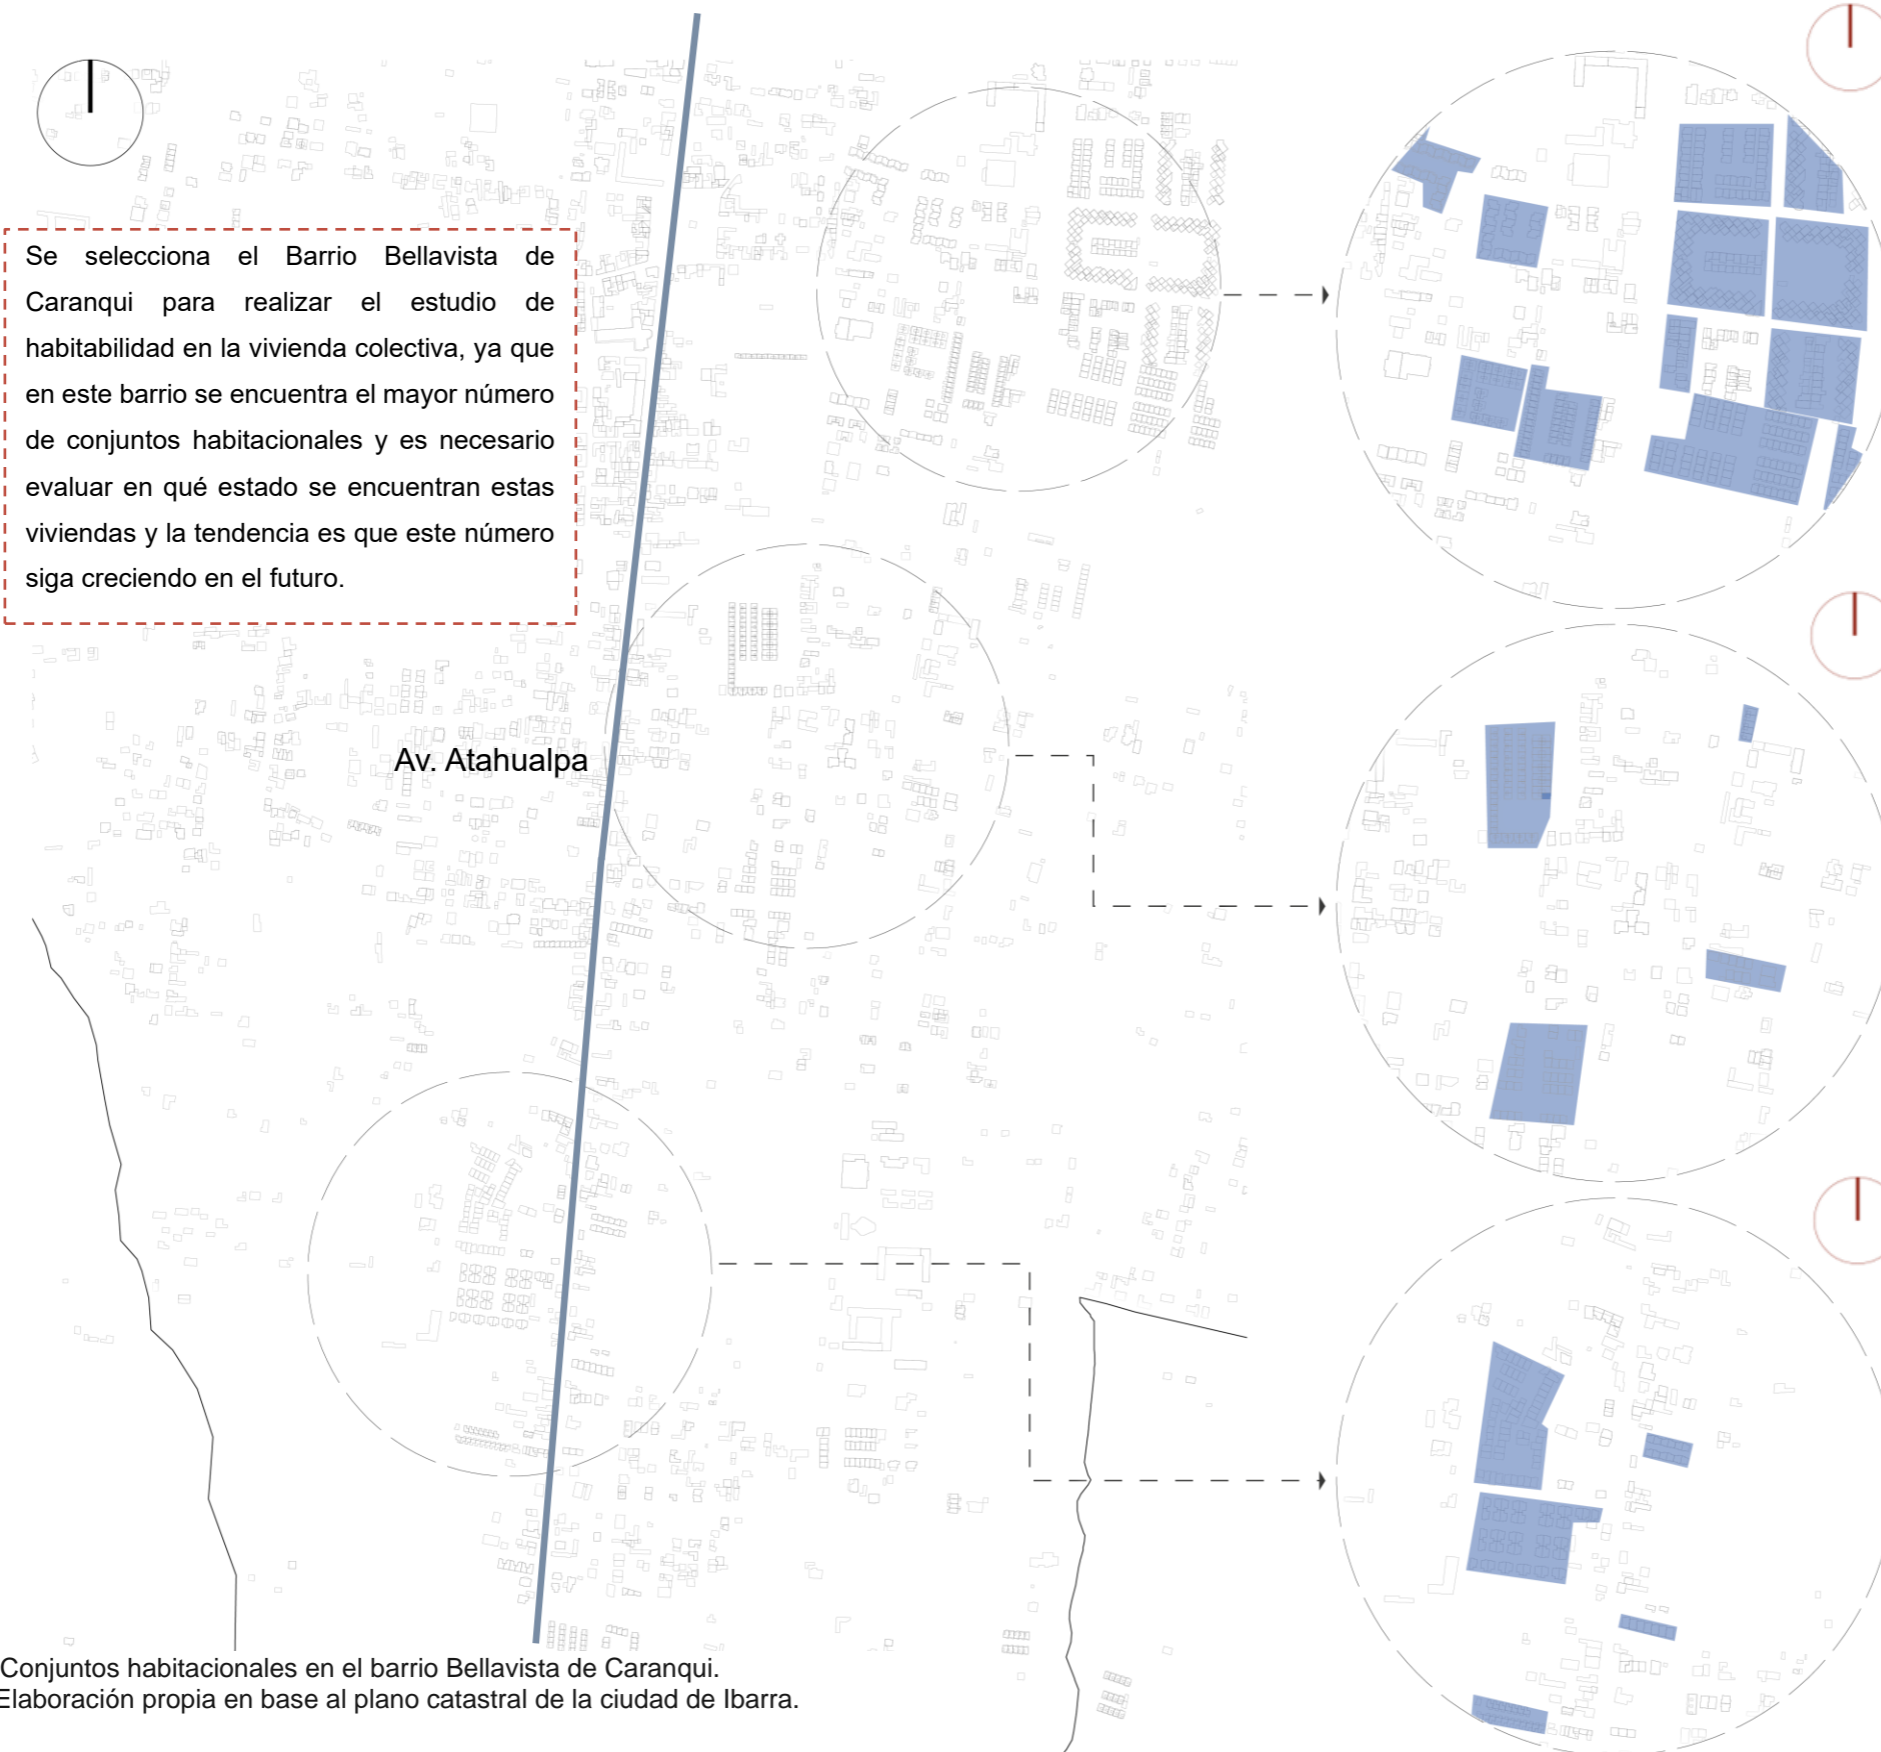 Se selecciona el Barrio Bellavista de
Caranqui para realizar el estudio de
habitabilidad en la vivienda colectiva, ya que
en este barrio se encuentra el mayor número
de conjuntos habitacionales y es necesario
evaluar en qué estado se encuentran estas
viviendas y la tendencia es que este número
siga creciendo en el futuro.
Av. Atahualpa
Conjuntos habitacionales en el barrio Bellavista de Caranqui.
Elaboración propia en base al plano catastral de la ciudad de Ibarra.